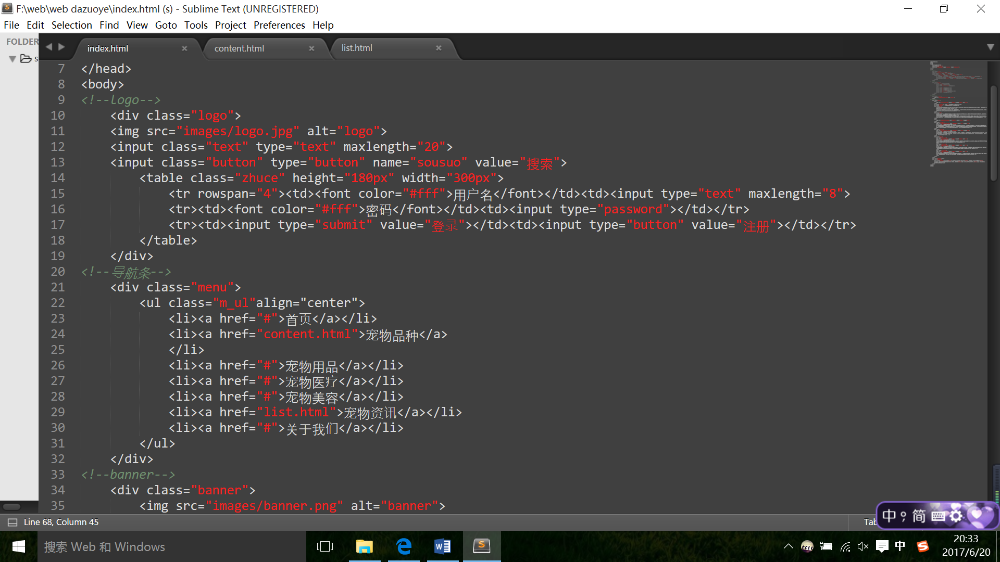 F:\web\web dazuoye\index.html (s) - Sublime Text (UNREGISTERED)
File Edit Selection Find View Goto Tools Project Preferences Help
FOLDER
s
index.html content.html list.html
7 </head>
8 <body>
9 <!--logo-->
10 <div class="logo">
11 <img src="images/logo.jpg" alt="logo">
12 <input class="text" type="text" maxlength="20">
13 <input class="button" type="button" name="sousuo" value="搜索">
14 <table class="zhuce" height="180px" width="300px">
15 <tr rowspan="4"><td><font color="#fff">用户名</font></td><td><input type="text" maxlength="8">
16 <tr><td><font color="#fff">密码</font></td><td><input type="password"></td></tr>
17 <tr><td><input type="submit" value="登录"></td><td><input type="button" value="注册"></td></tr>
18 </table>
19 </div>
20 <!--导航条-->
21 <div class="menu">
22 <ul class="m_ul"align="center">
23 <li><a href="#">首页</a></li>
24 <li><a href="content.html">宠物品种</a>
25 </li>
26 <li><a href="#">宠物用品</a></li>
27 <li><a href="#">宠物医疗</a></li>
28 <li><a href="#">宠物美容</a></li>
29 <li><a href="list.html">宠物资讯</a></li>
30 <li><a href="#">关于我们</a></li>
31 </ul>
32 </div>
33 <!--banner-->
34 <div class="banner">
35 <img src="images/banner.png" alt="banner">
Line 68, Column 45
Tab
中 简
搜索 Web 和 Windows
中
20:33
2017/6/20